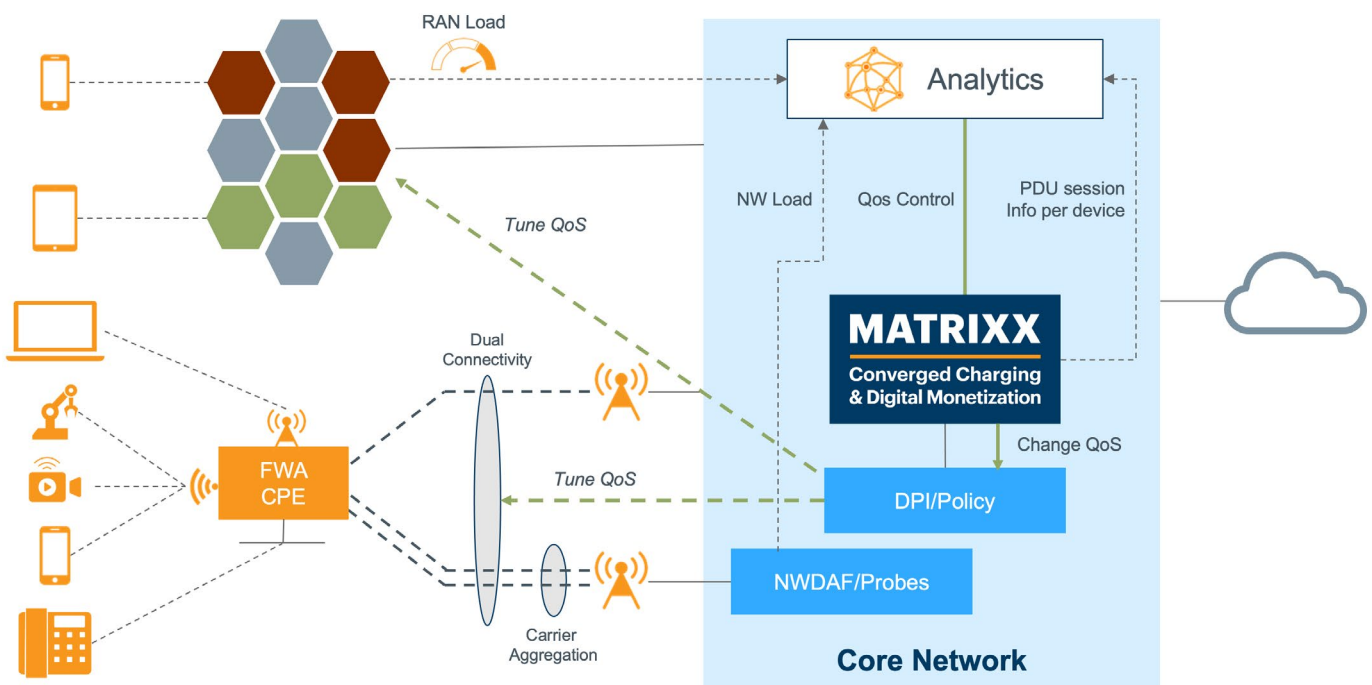 RAN Load
Analytics
NW Load
Qos Control
PDU session
Info per device
Tune QoS
MATRIXX
Converged Charging
& Digital Monetization
Dual
Connectivity
Change QoS
FWA
CPE
Tune QoS
DPI/Policy
NWDAF/Probes
Carrier
Aggregation
Core Network